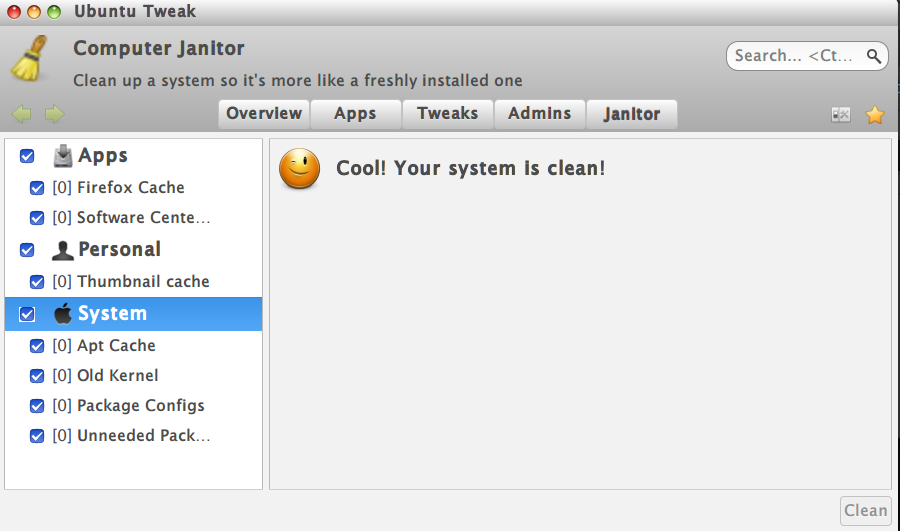 Ubuntu Tweak
Computer Janitor
Clean up a system so it's more like a freshly installed one
Search... <Ct...
Overview Apps Tweaks Admins Janitor
Apps
[0] Firefox Cache
[0] Software Cente...
Personal
[0] Thumbnail cache
System
[0] Apt Cache
[0] Old Kernel
[0] Package Configs
[0] Unneeded Pack...
Cool! Your system is clean!
Clean